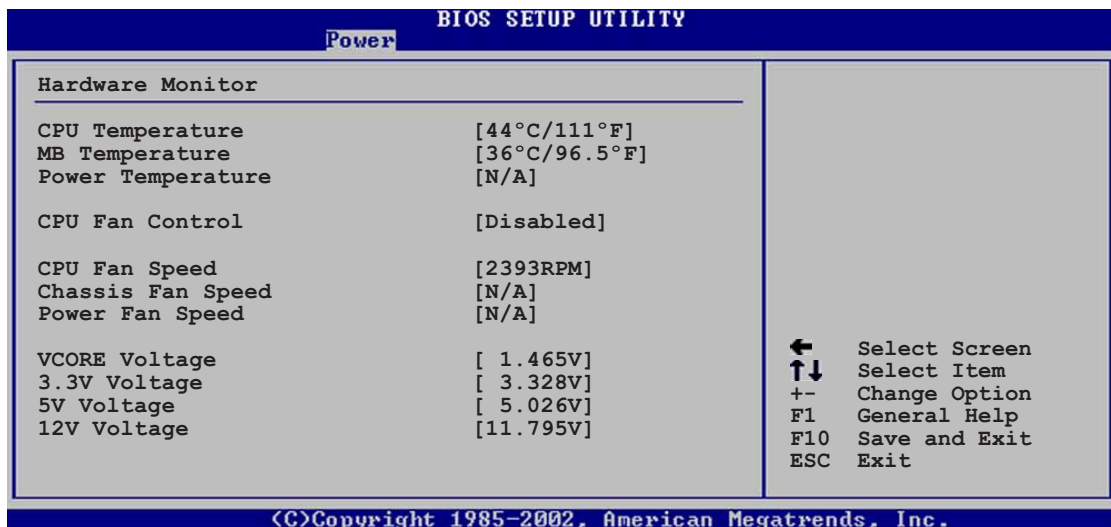 BIOS SETUP UTILITY
Power
Hardware Monitor
CPU Temperature [44°C/111°F]
MB Temperature [36°C/96.5°F]
Power Temperature [N/A]
CPU Fan Control [Disabled]
CPU Fan Speed [2393RPM]
Chassis Fan Speed [N/A]
Power Fan Speed [N/A]
VCORE Voltage [ 1.465V]
3.3V Voltage [ 3.328V]
5V Voltage [ 5.026V]
12V Voltage [11.795V]
← Select Screen
↑↓ Select Item
+- Change Option
F1 General Help
F10 Save and Exit
ESC Exit
(C)Copyright 1985-2002, American Megatrends, Inc.